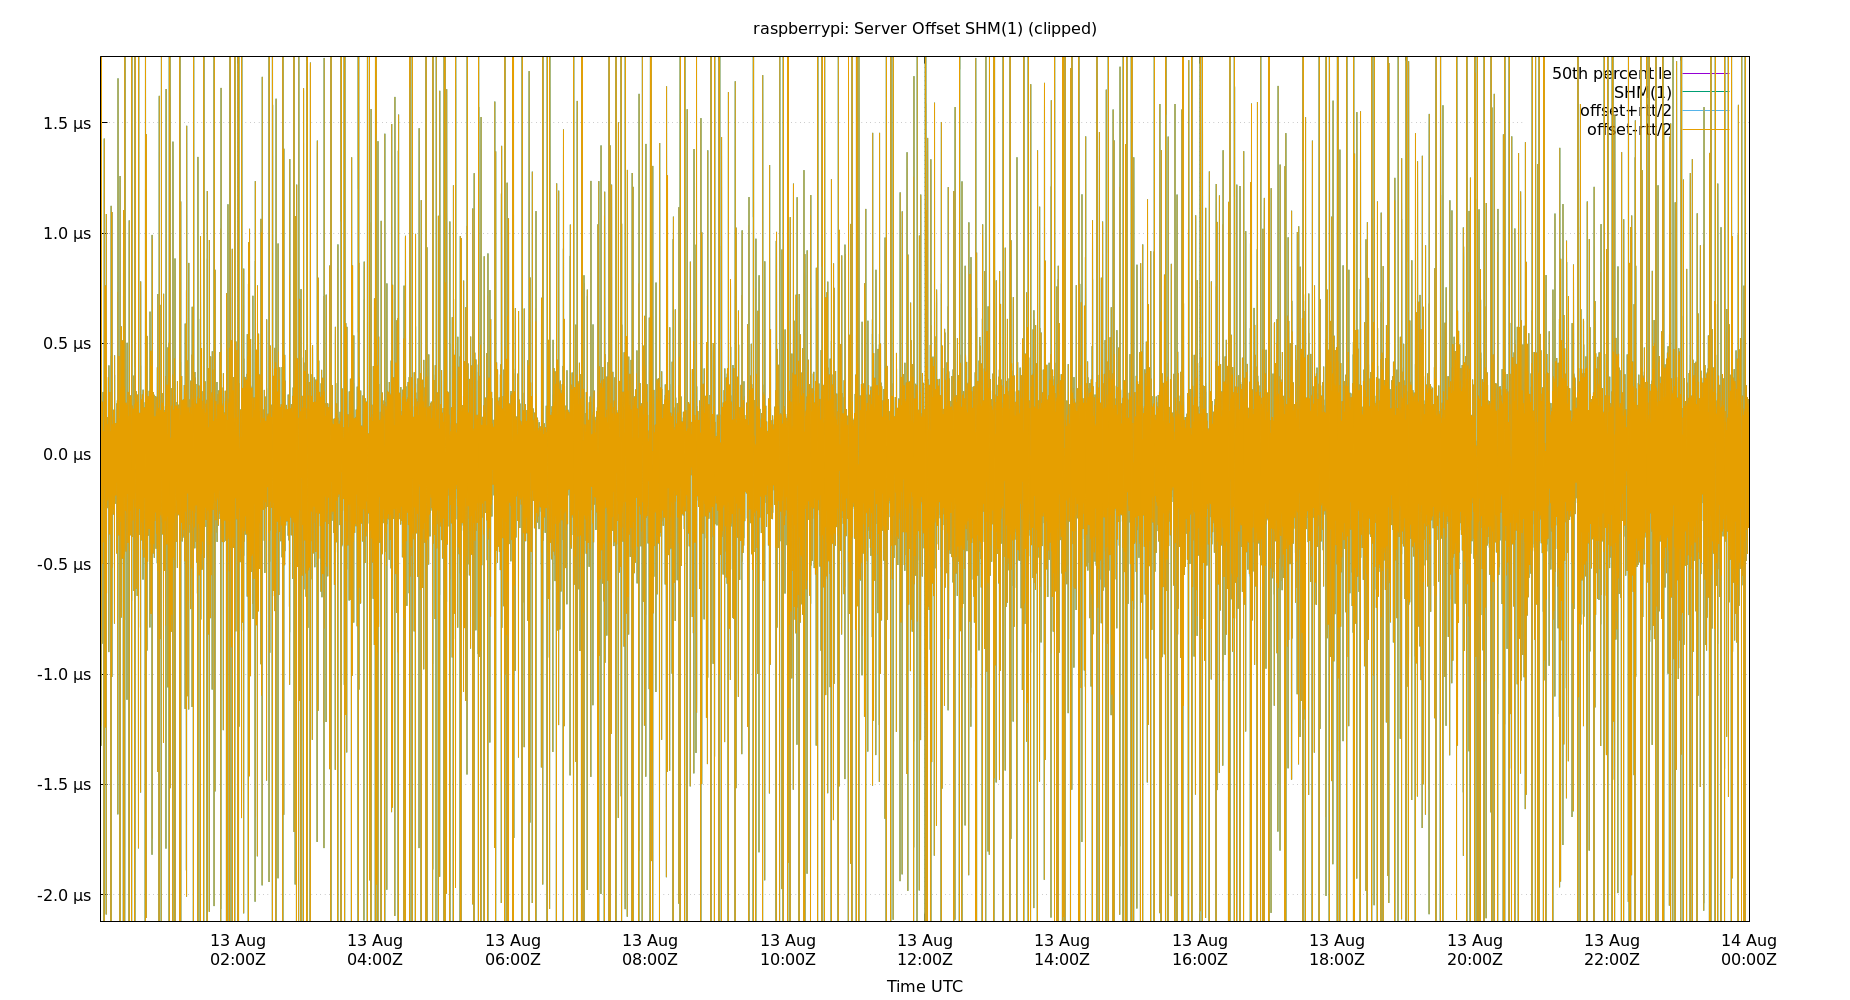 raspberrypi: Server Offset SHM(1) (clipped)
50th percentile
SHM(1)
offset+rtt/2
offset-rtt/2
1.5 µs
1.0 µs
0.5 µs
0.0 µs
-0.5 µs
-1.0 µs
-1.5 µs
-2.0 µs
13 Aug 13 Aug 13 Aug 13 Aug 13 Aug 13 Aug 13 Aug 13 Aug 13 Aug 13 Aug 13 Aug 14 Aug
02:00Z 04:00Z 06:00Z 08:00Z 10:00Z 12:00Z 14:00Z 16:00Z 18:00Z 20:00Z 22:00Z 00:00Z
Time UTC